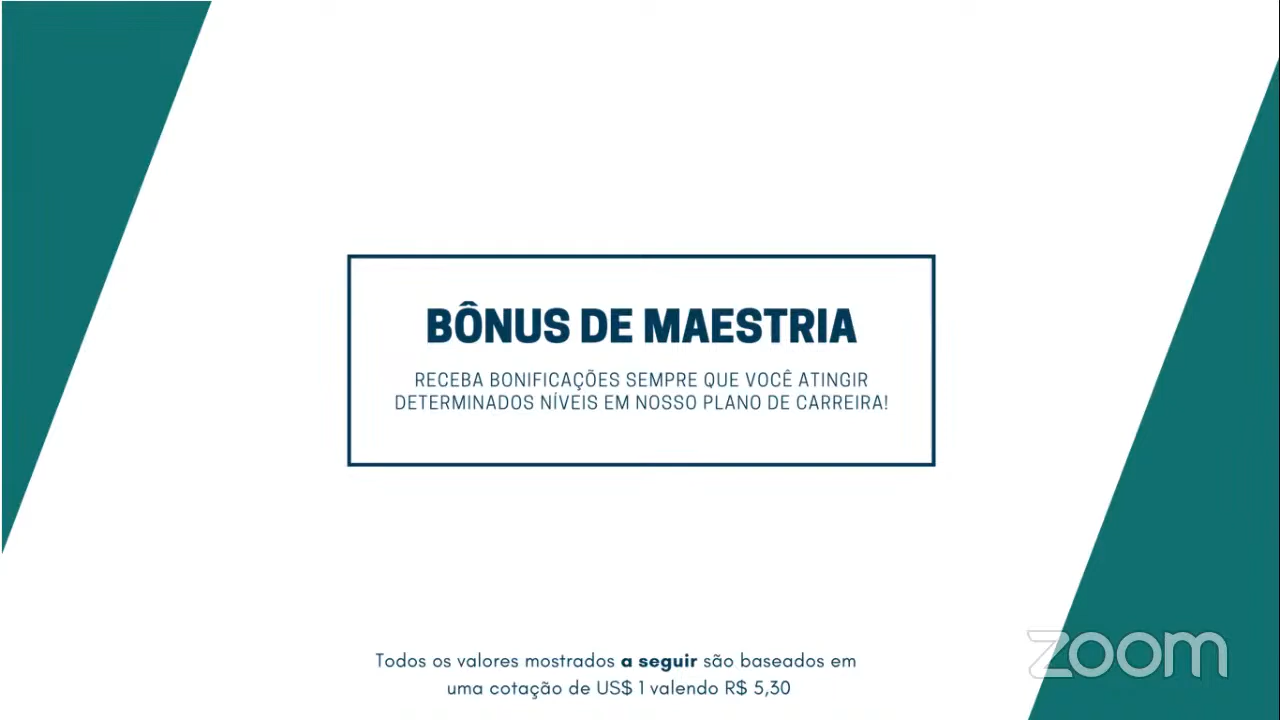 BÔNUS DE MAESTRIA
RECEBA BONIFICAÇÕES SEMPRE QUE VOCÊ ATINGIR
DETERMINADOS NÍVEIS EM NOSSO PLANO DE CARREIRA!
Todos os valores mostrados a seguir são baseados em
uma cotação de US$ 1 valendo R$ 5,30
zoom